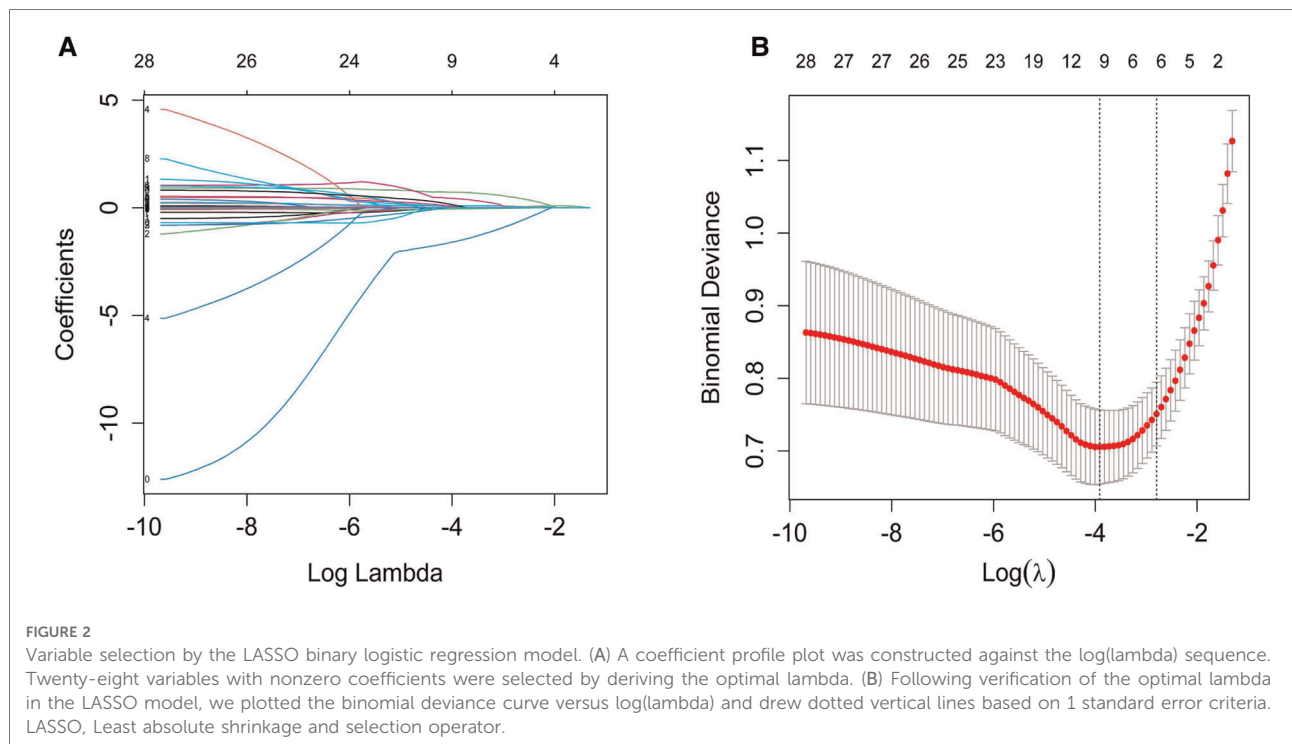 A
28 26 24 9 4
5
0
-5
-10
Coefficients
4
8
1
2
4
0
-10 -8 -6 -4 -2
Log Lambda
B
28 27 27 26 25 23 19 12 9 6 6 5 2
1.1
1.0
0.9
0.8
0.7
Binomial Deviance
-10 -8 -6 -4 -2
Log(λ)
FIGURE 2
Variable selection by the LASSO binary logistic regression model. (A) A coefficient profile plot was constructed against the log(lambda) sequence.
Twenty-eight variables with nonzero coefficients were selected by deriving the optimal lambda. (B) Following verification of the optimal lambda
in the LASSO model, we plotted the binomial deviance curve versus log(lambda) and drew dotted vertical lines based on 1 standard error criteria.
LASSO, Least absolute shrinkage and selection operator.